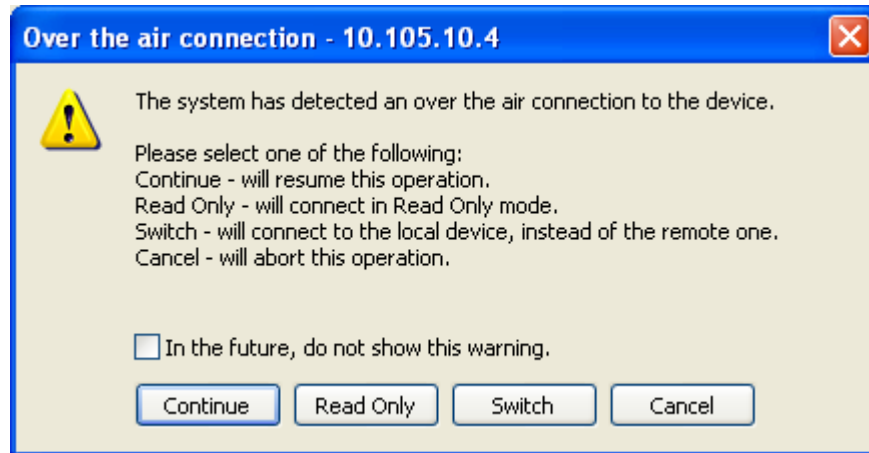 Over the air connection - 10.105.10.4
The system has detected an over the air connection to the device.
Please select one of the following:
Continue - will resume this operation.
Read Only - will connect in Read Only mode.
Switch - will connect to the local device, instead of the remote one.
Cancel - will abort this operation.
In the future, do not show this warning.
Continue Read Only Switch Cancel